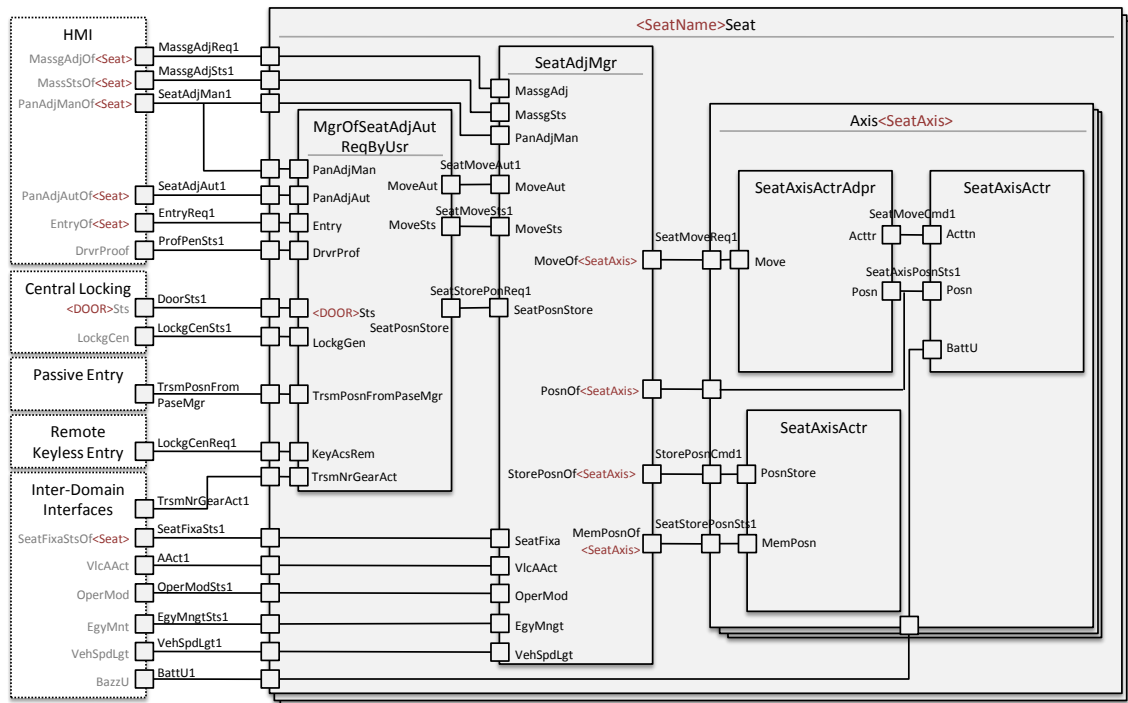 <SeatName>Seat
HMI
MassgAdjOf<Seat>
MassStsOf<Seat>
PanAdjManOf<Seat>
PanAdjAutOf<Seat>
EntryOf<Seat>
DrvrProof
Central Locking
<DOOR>Sts
LockgCen
Passive Entry
Remote
Keyless Entry
Inter-Domain
Interfaces
SeatFixaStsOf<Seat>
VlcAAct
OperMod
EgyMnt
VehSpdLgt
BazzU
MassgAdjReq1
MassgAdjSts1
SeatAdjMan1
SeatAdjAut1
EntryReq1
ProfPenSts1
DoorSts1
LockgCenSts1
TrsmPosnFrom
PaseMgr
LockgCenReq1
TrsmNrGearAct1
SeatFixaSts1
AAct1
OperModSts1
EgyMngtSts1
VehSpdLgt1
BattU1
MgrOfSeatAdjAut
ReqByUsr
PanAdjMan
PanAdjAut
Entry
DrvrProf
<DOOR>Sts
LockgGen
TrsmPosnFromPaseMgr
KeyAcsRem
TrsmNrGearAct
MoveAut
MoveSts
SeatPosnStore
SeatMoveAut1
SeatMoveSts1
SeatStorePonReq1
SeatAdjMgr
MassgAdj
MassgSts
PanAdjMan
MoveAut
MoveSts
SeatPosnStore
SeatFixa
VlcAAct
OperMod
EgyMngt
VehSpdLgt
MoveOf<SeatAxis>
PosnOf<SeatAxis>
StorePosnOf<SeatAxis>
MemPosnOf
<SeatAxis>
SeatMoveReq1
StorePosnCmd1
SeatStorePosnSts1
Axis<SeatAxis>
SeatAxisActrAdpr
Move
Acttr
Posn
SeatMoveCmd1
SeatAxisPosnSts1
SeatAxisActr
Acttn
Posn
BattU
SeatAxisActr
PosnStore
MemPosn